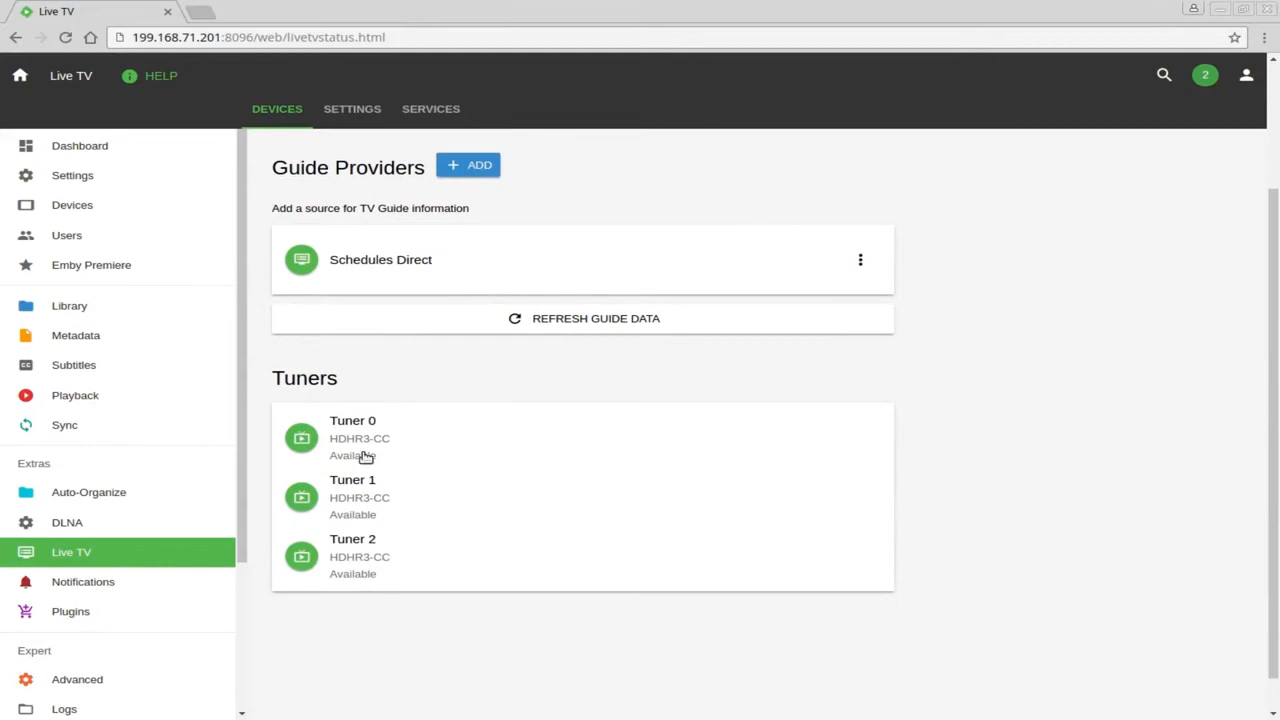 Live TV
199.168.71.201:8096/web/livetvstatus.html
Live TV
HELP
2
DEVICES
SETTINGS
SERVICES
Dashboard
Settings
Devices
Users
Emby Premiere
Library
Metadata
CC
Subtitles
Playback
Sync
Extras
Auto-Organize
DLNA
Live TV
Notifications
Plugins
Expert
Advanced
Logs
Guide Providers
+ ADD
Add a source for TV Guide information
Schedules Direct
REFRESH GUIDE DATA
Tuners
Tuner 0
HDHR3-CC
Available
Tuner 1
HDHR3-CC
Available
Tuner 2
HDHR3-CC
Available